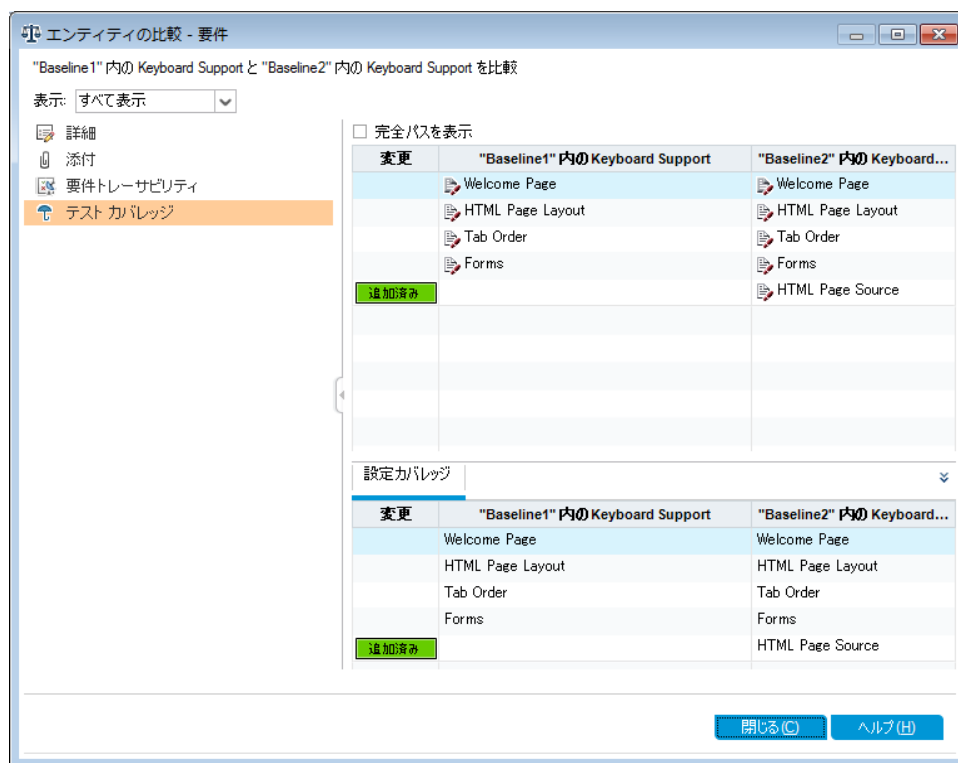 エンティティの比較 - 要件
"Baseline1" 内の Keyboard Support と "Baseline2" 内の Keyboard Support を比較
表示: すべて表示
詳細
添付
要件トレーサビリティ
テスト カバレッジ
完全パスを表示
変更 "Baseline1" 内の Keyboard Support "Baseline2" 内の Keyboard...
Welcome Page Welcome Page
HTML Page Layout HTML Page Layout
Tab Order Tab Order
Forms Forms
追加済み HTML Page Source
設定カバレッジ
変更 "Baseline1" 内の Keyboard Support "Baseline2" 内の Keyboard...
Welcome Page Welcome Page
HTML Page Layout HTML Page Layout
Tab Order Tab Order
Forms Forms
追加済み HTML Page Source
閉じる(C) ヘルプ(H)